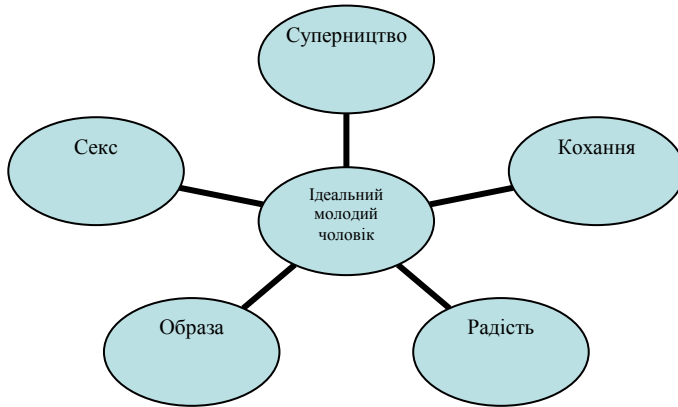 Суперництво
Секс
Кохання
Ідеальний
молодий
чоловік
Образа
Радість